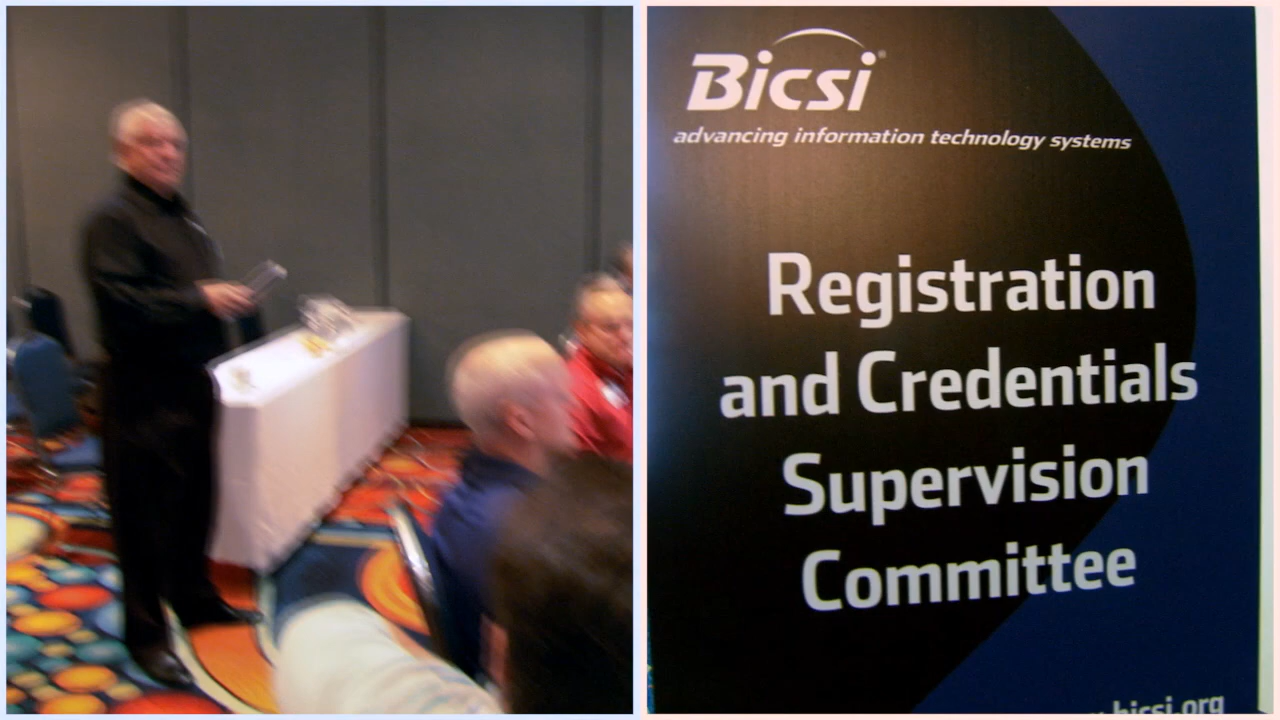 Bicsi®
advancing information technology systems
Registration
and Credentials
Supervision
Committee
bicsi.org